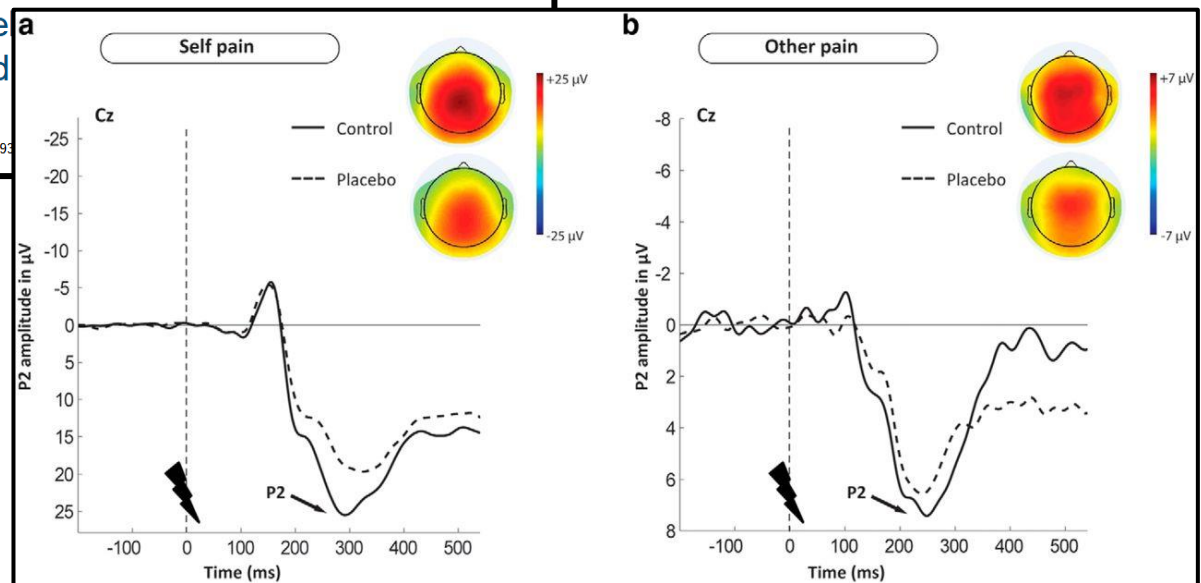 a
Self pain
+25 µV
-25 µV
Cz
Control
Placebo
-25
-20
-15
-10
-5
0
5
10
15
20
25
P2 amplitude in µV
P2
-100 0 100 200 300 400 500
Time (ms)
b
Other pain
+7 µV
-7 µV
Cz
Control
Placebo
-8
-6
-4
-2
0
2
4
6
8
P2 amplitude in µV
P2
-100 0 100 200 300 400 500
Time (ms)
93